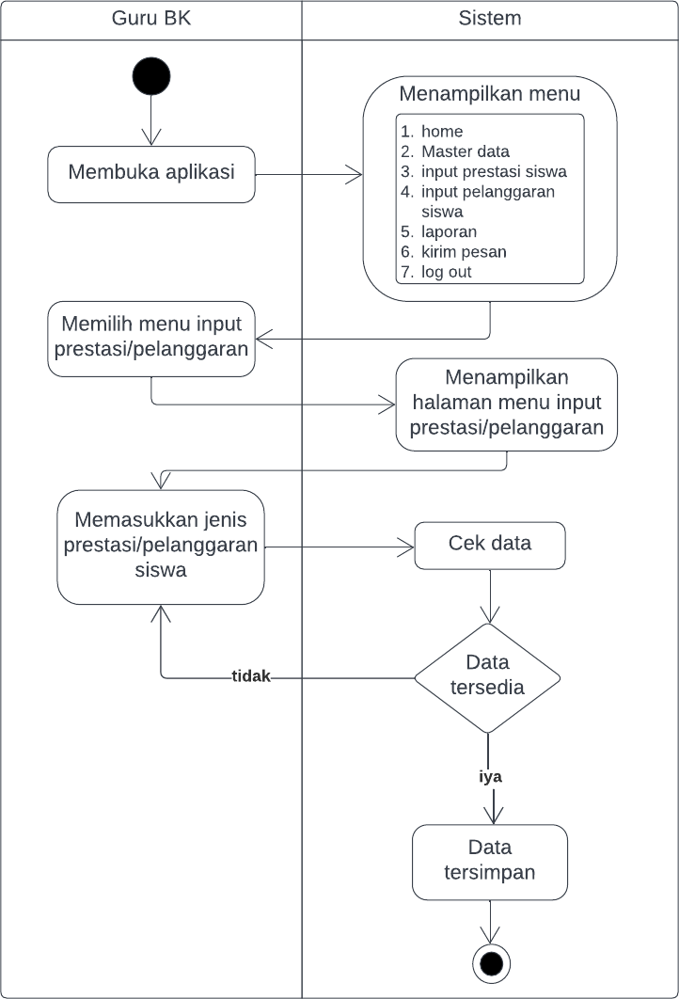 Guru BK
Sistem
Membuka aplikasi
Menampilkan menu
1. home
2. Master data
3. input prestasi siswa
4. input pelanggaran
siswa
5. laporan
6. kirim pesan
7. log out
Memilih menu input
prestasi/pelanggaran
Menampilkan
halaman menu input
prestasi/pelanggaran
Memasukkan jenis
prestasi/pelanggaran
siswa
Cek data
Data
tersedia
tidak
iya
Data
tersimpan